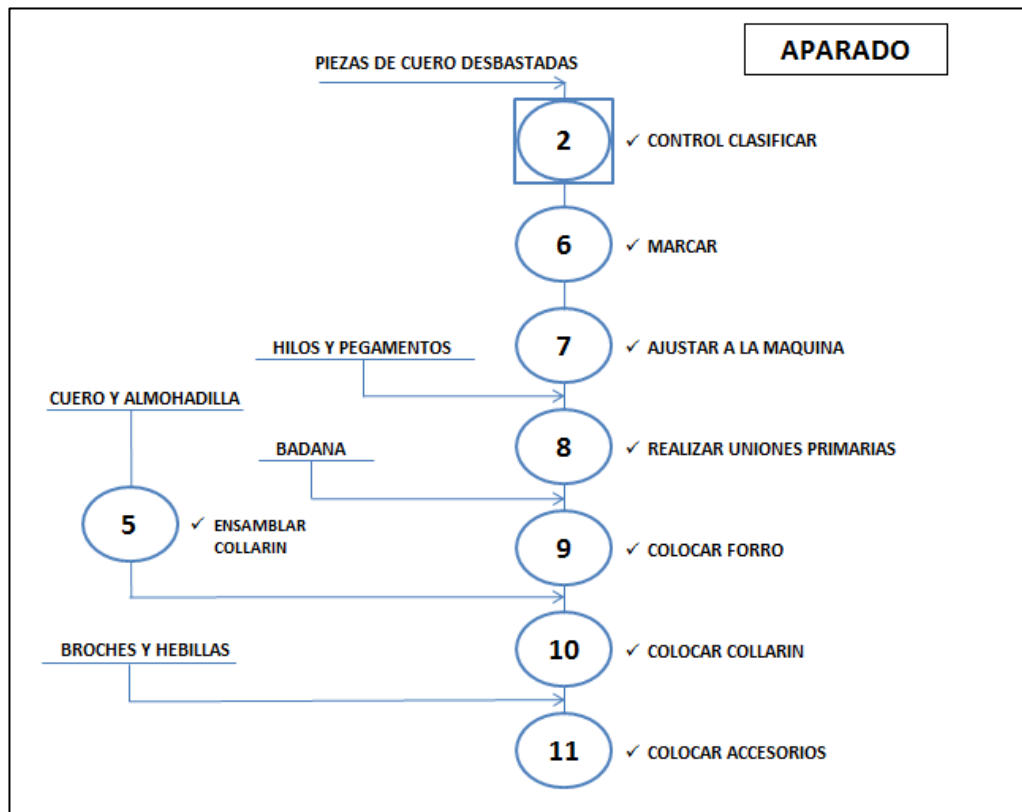 APARADO
PIEZAS DE CUERO DESBASTADAS
2
✓ CONTROL CLASIFICAR
6
✓ MARCAR
7
✓ AJUSTAR A LA MAQUINA
HILOS Y PEGAMENTOS
CUERO Y ALMOHADILLA
8
✓ REALIZAR UNIONES PRIMARIAS
BADANA
5
✓ ENSAMBLAR
COLLARIN
9
✓ COLOCAR FORRO
10
✓ COLOCAR COLLARIN
BROCHES Y HEBILLAS
11
✓ COLOCAR ACCESORIOS